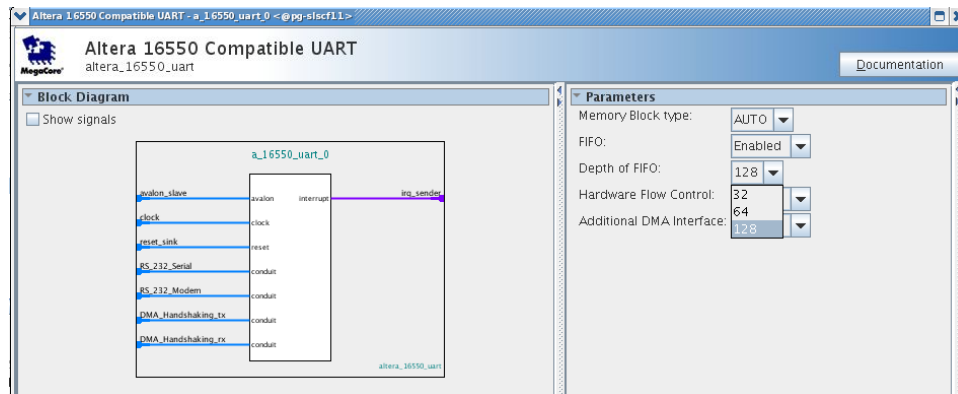 Altera 16550 Compatible UART - a_16550_uart_0 <@pg-slscf11>
Altera 16550 Compatible UART
altera_16550_uart
MegaCore'
Documentation
Block Diagram
Show signals
a_16550_uart_0
avalon_slave
avalon
interrupt
irq_sender
clock
clock
reset_sink
reset
RS_232_Serial
conduit
RS_232_Modem
conduit
DMA_Handshaking_tx
conduit
DMA_Handshaking_rx
conduit
altera_16550_uart
Parameters
Memory Block type: AUTO
FIFO: Enabled
Depth of FIFO: 128
Hardware Flow Control:
Additional DMA Interface:
32
64
128